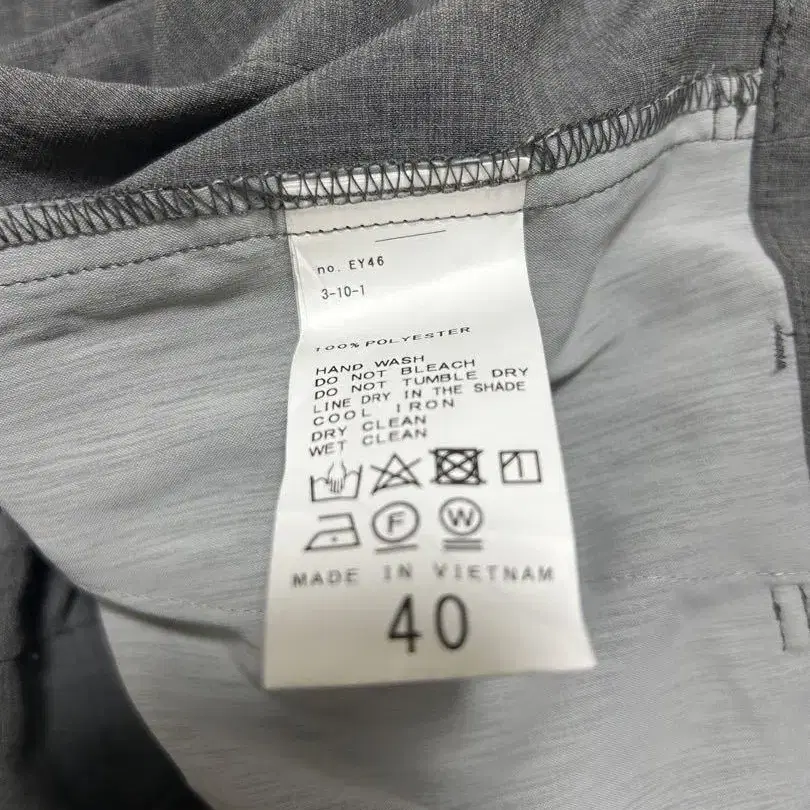 no. EY46
3-10-1
100% POLYESTER
HAND WASH
DO NOT BLEACH
DO NOT TUMBLE DRY
LINE DRY IN THE SHADE
COOL IRON
DRY CLEAN
WET CLEAN
F W
MADE IN VIETNAM
40